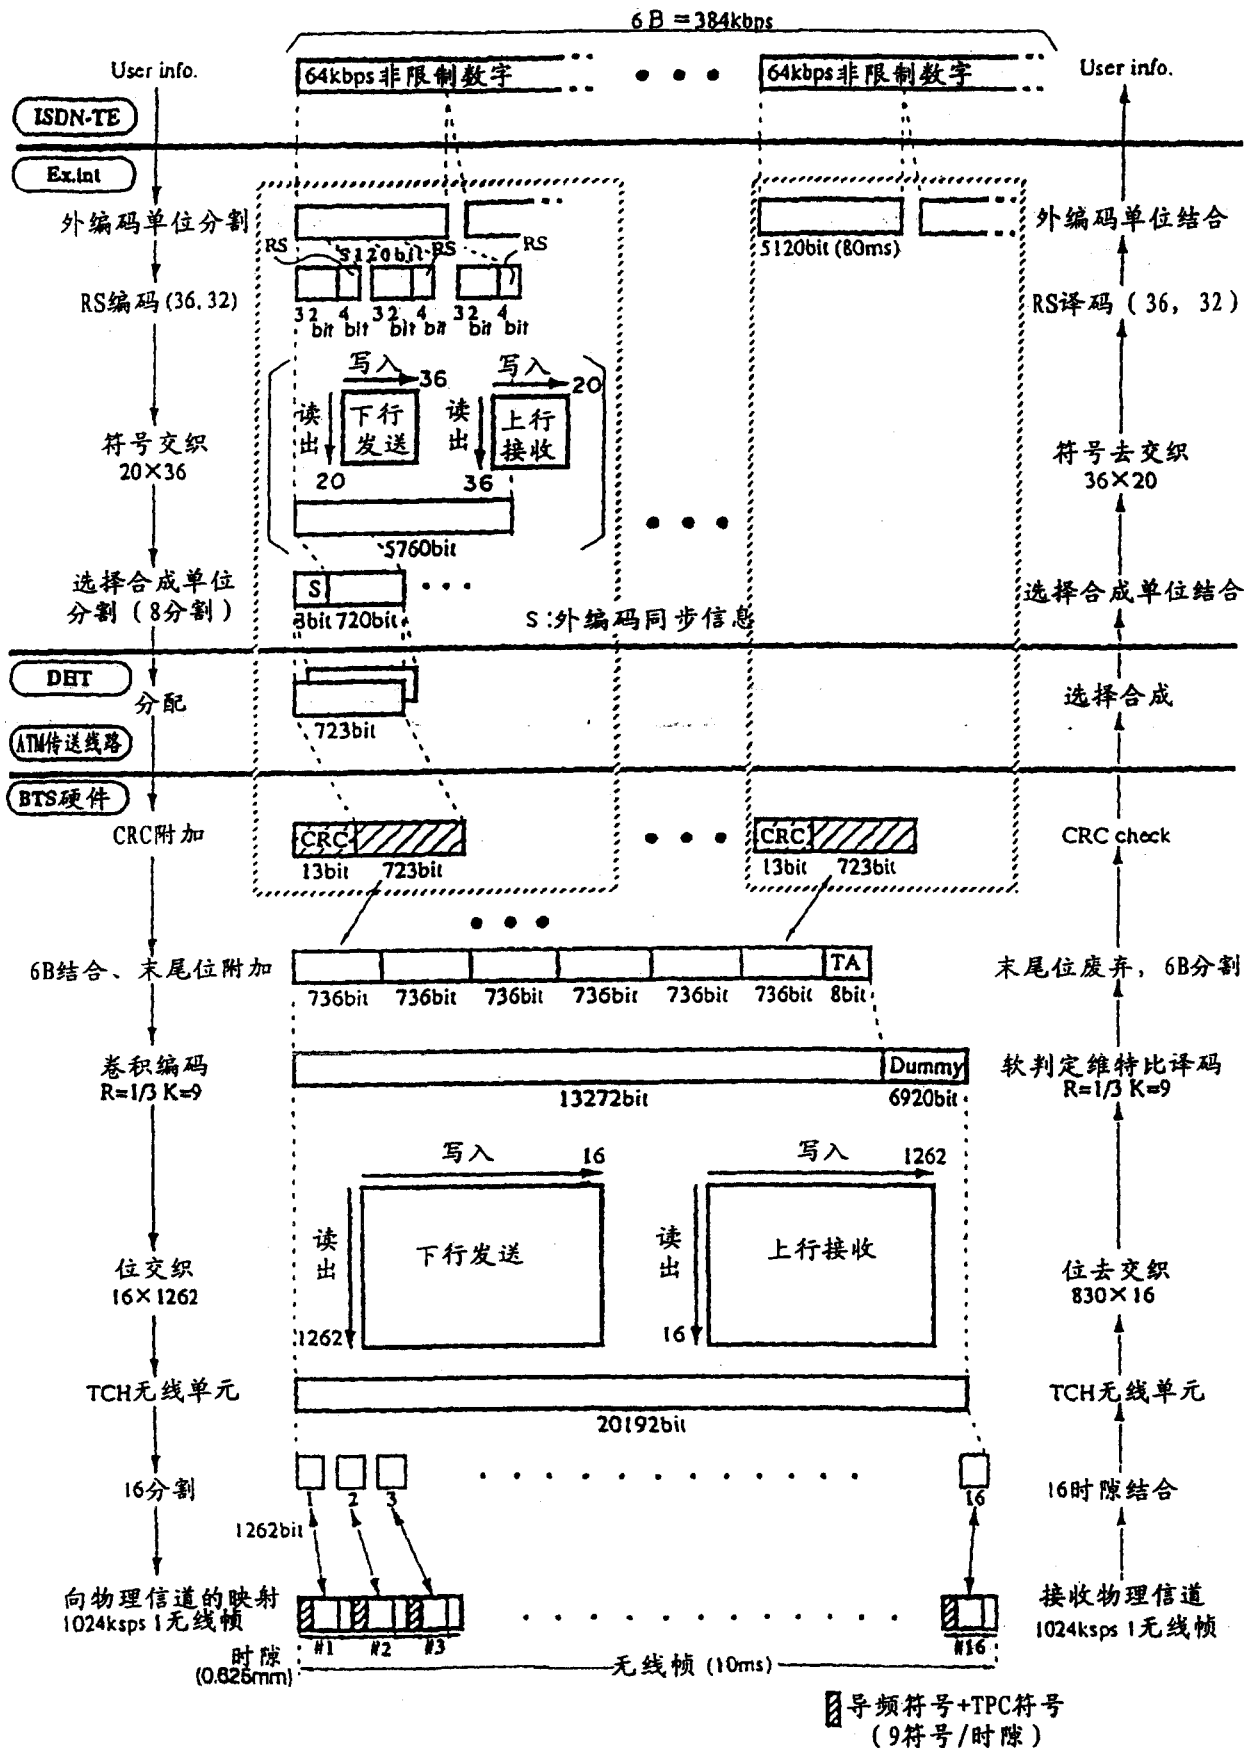 6B=384kbps
User info.
64kbps非限制数字
64kbps非限制数字
User info.
ISDN-TE
Ex.int
外编码单位分割
外编码单位结合
RS
5120bit
RS
RS
5120bit (80ms)
RS编码(36,32)
RS译码(36, 32)
32bit 4bit 32bit 4bit 32bit 4bit
写入 36
写入 20
读出
下行发送
读出
上行接收
20
36
符号交织
20×36
符号去交织
36×20
5760bit
选择合成单位
分割(8分割)
S
选择合成单位结合
3bit 720bit
S:外编码同步信息
DHT
分配
选择合成
723bit
ATM传送线路
BTS硬件
CRC附加
CRC
CRC
CRC check
13bit 723bit
13bit 723bit
6B结合、末尾位附加
TA
末尾位废弃, 6B分割
736bit 736bit 736bit 736bit 736bit 736bit 8bit
卷积编码
R=1/3 K=9
Dummy
软判定维特比译码
R=1/3 K=9
13272bit
6920bit
写入 16
写入 1262
读出
下行发送
读出
上行接收
位交织
16×1262
位去交织
830×16
1262
16
TCH无线单元
TCH无线单元
20192bit
16分割
1 2 3 16
16时隙结合
1262bit
向物理信道的映射
1024ksps 1无线帧
接收物理信道
1024ksps 1无线帧
#1 #2 #3 #16
时隙
(0.625mm)
无线帧 (10ms)
导频符号+TPC符号
(9符号/时隙)